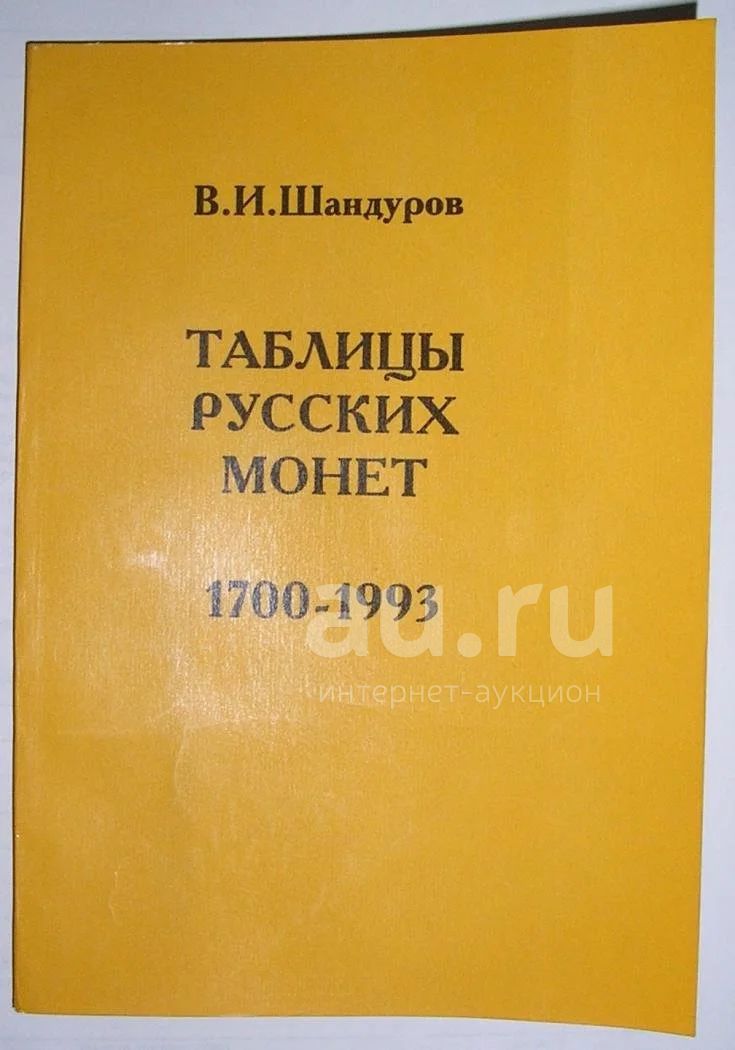 В.И.Шандуров
ТАБЛИЦЫ
РУССКИХ
МОНЕТ
1700-1993
au.ru
интернет-аукцион